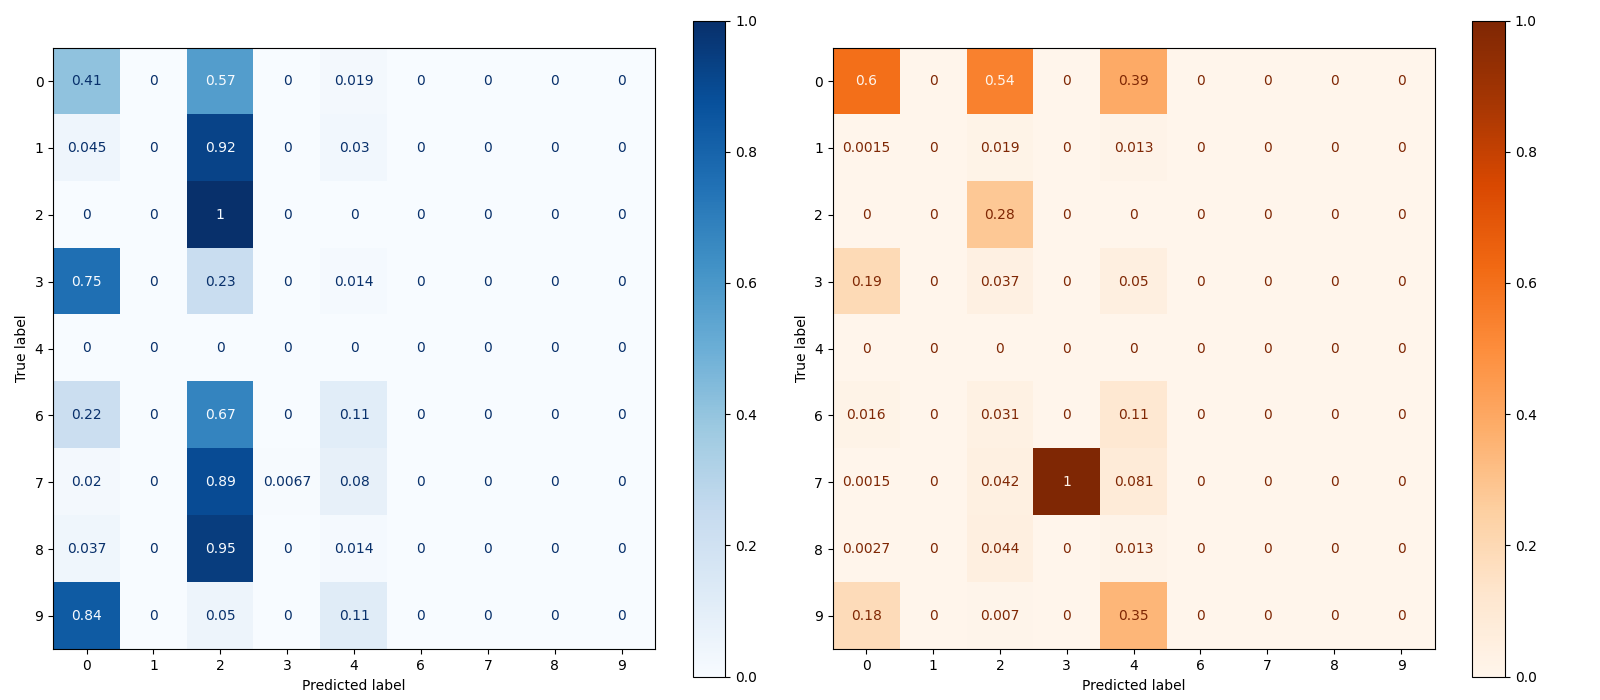 0 0.41 0 0.57 0 0.019 0 0 0 0
1 0.045 0 0.92 0 0.03 0 0 0 0
2 0 0 1 0 0 0 0 0 0
3 0.75 0 0.23 0 0.014 0 0 0 0
4 0 0 0 0 0 0 0 0 0
6 0.22 0 0.67 0 0.11 0 0 0 0
7 0.02 0 0.89 0.0067 0.08 0 0 0 0
8 0.037 0 0.95 0 0.014 0 0 0 0
9 0.84 0 0.05 0 0.11 0 0 0 0
0 1 2 3 4 6 7 8 9
Predicted label
True label
1.0
0.8
0.6
0.4
0.2
0.0
0 0.6 0 0.54 0 0.39 0 0 0 0
1 0.0015 0 0.019 0 0.013 0 0 0 0
2 0 0 0.28 0 0 0 0 0 0
3 0.19 0 0.037 0 0.05 0 0 0 0
4 0 0 0 0 0 0 0 0 0
6 0.016 0 0.031 0 0.11 0 0 0 0
7 0.0015 0 0.042 1 0.081 0 0 0 0
8 0.0027 0 0.044 0 0.013 0 0 0 0
9 0.18 0 0.007 0 0.35 0 0 0 0
0 1 2 3 4 6 7 8 9
Predicted label
True label
1.0
0.8
0.6
0.4
0.2
0.0